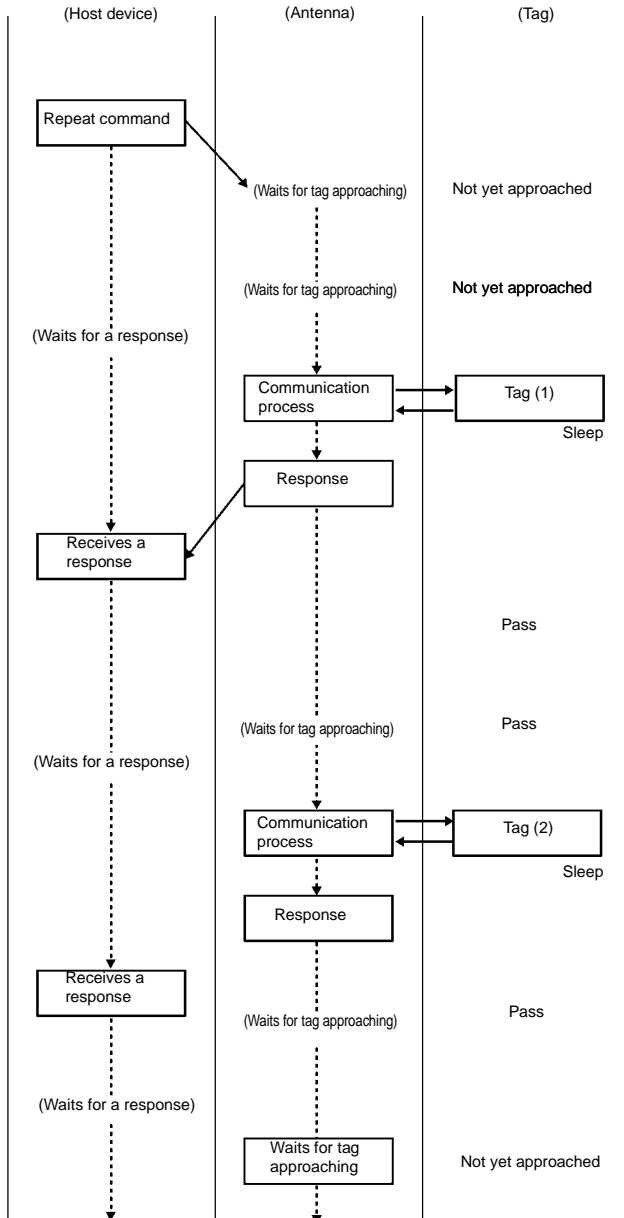 (Host device) (Antenna) (Tag)
Repeat command
(Waits for tag approaching) Not yet approached
(Waits for tag approaching) Not yet approached
(Waits for a response)
Communication
process
Tag (1)
Sleep
Response
Receives a
response
Pass
(Waits for tag approaching) Pass
(Waits for a response)
Communication
process
Tag (2)
Sleep
Response
Receives a
response
(Waits for tag approaching) Pass
(Waits for a response)
Waits for tag
approaching
Not yet approached